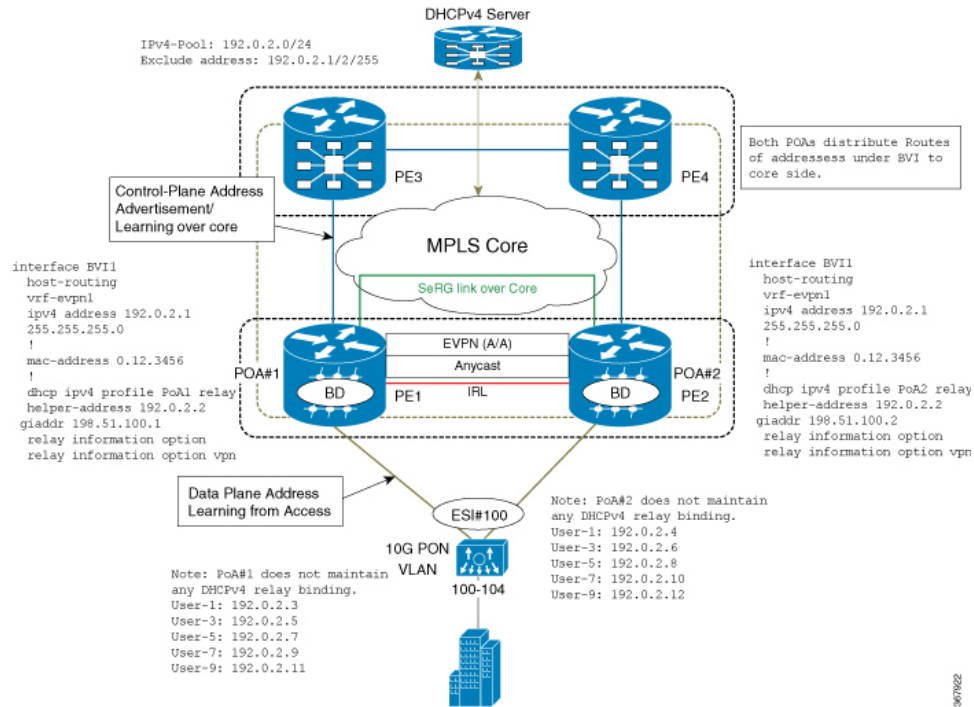 DHCPv4 Server
IPv4-Pool: 192.0.2.0/24
Exclude address: 192.0.2.1/2/255
PE3
PE4
Both POAs distribute Routes
of addressess under BVI to
core side.
Control-Plane Address
Advertisement/
Learning over core
MPLS Core
SeRG link over Core
interface BVI1
host-routing
vrf-evpn1
ipv4 address 192.0.2.1
255.255.255.0
!
mac-address 0.12.3456
!
dhcp ipv4 profile PoA1 relay
helper-address 192.0.2.2
giaddr 198.51.100.1
relay information option
relay information option vpn
POA#1
BD
PE1
EVPN (A/A)
Anycast
IRL
BD
POA#2
PE2
interface BVI1
host-routing
vrf-evpn1
ipv4 address 192.0.2.1
255.255.255.0
!
mac-address 0.12.3456
!
dhcp ipv4 profile PoA2 relay
helper-address 192.0.2.2
giaddr 198.51.100.2
relay information option
relay information option vpn
Data Plane Address
Learning from Access
ESI#100
10G PON
VLAN
100-104
Note: PoA#1 does not maintain
any DHCPv4 relay binding.
User-1: 192.0.2.3
User-3: 192.0.2.5
User-5: 192.0.2.7
User-7: 192.0.2.9
User-9: 192.0.2.11
Note: PoA#2 does not maintain
any DHCPv4 relay binding.
User-1: 192.0.2.4
User-3: 192.0.2.6
User-5: 192.0.2.8
User-7: 192.0.2.10
User-9: 192.0.2.12
367922